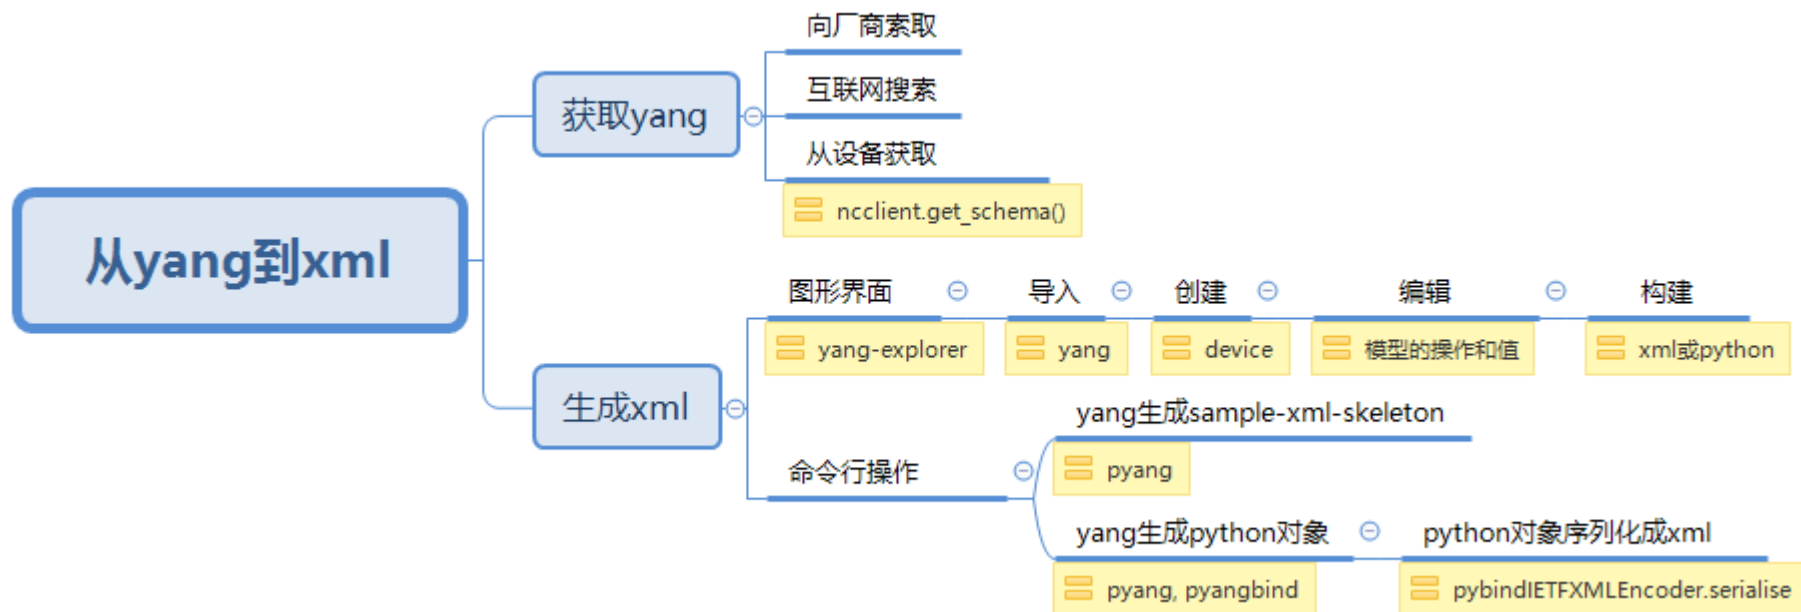 从yang到xml
获取yang
向厂商索取
互联网搜索
从设备获取
ncclient.get_schema()
生成xml
图形界面
yang-explorer
导入
yang
创建
device
编辑
模型的操作和值
构建
xml或python
命令行操作
yang生成sample-xml-skeleton
pyang
yang生成python对象
pyang, pyangbind
python对象序列化成xml
pybindIETFXMLEncoder.serialise